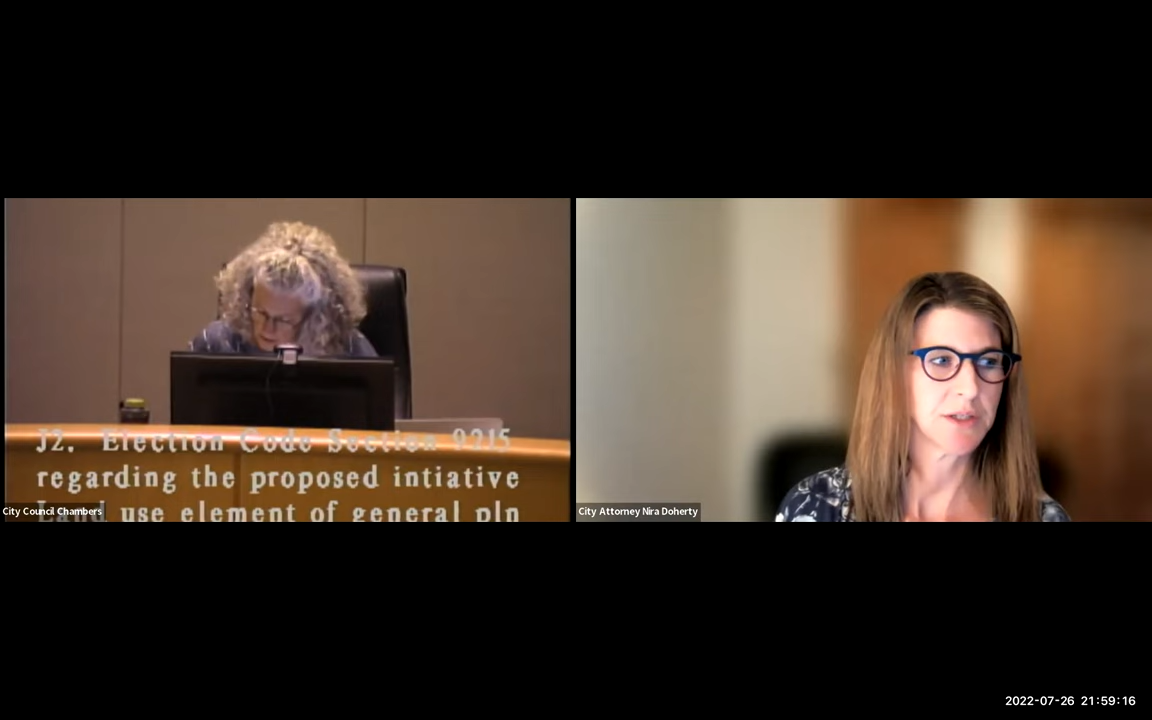 J2. Election Code Section 9215
regarding the proposed intiative
Land use element of general pln
City Council Chambers
City Attorney Nira Doherty
2022-07-26 21:59:16